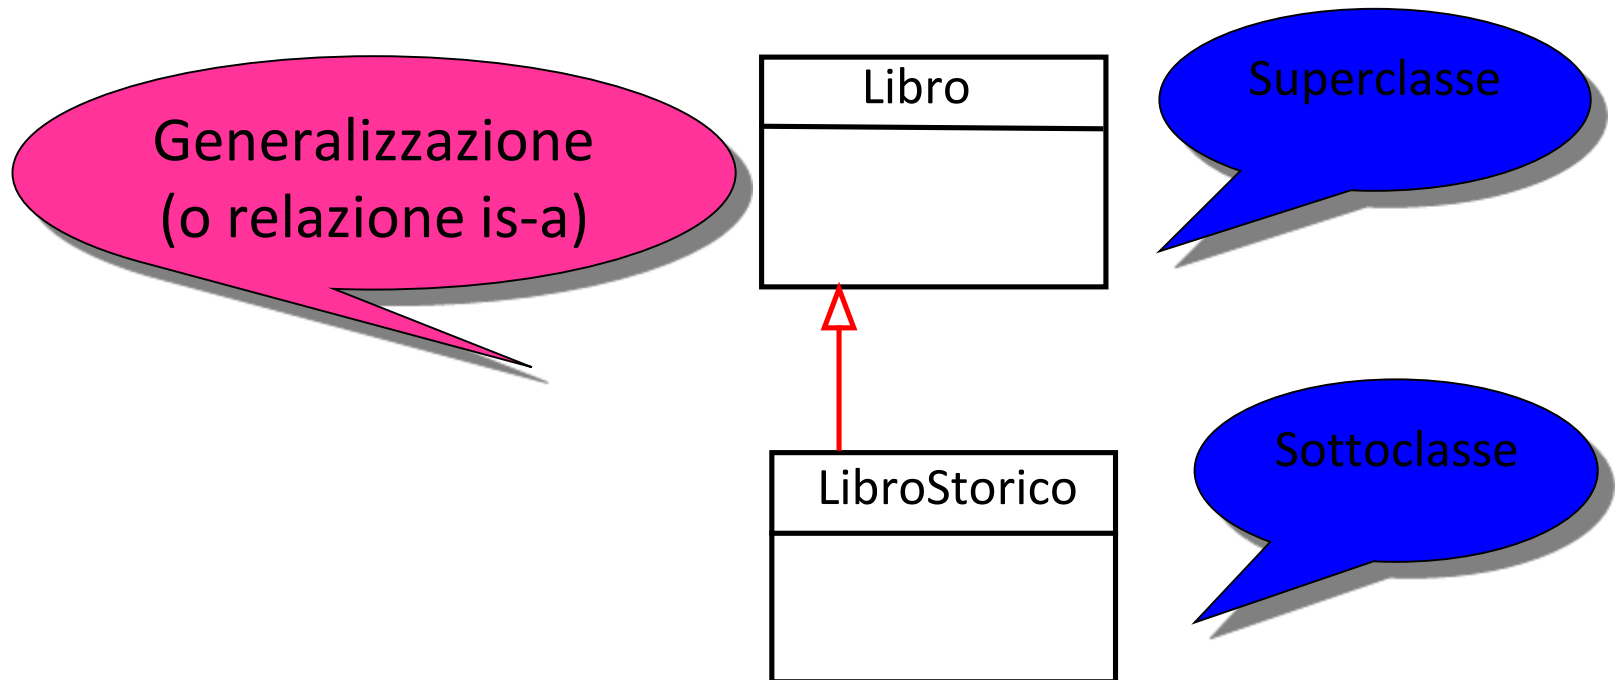 Generalizzazione
(o relazione is-a)
Libro
Superclasse
LibroStorico
Sottoclasse